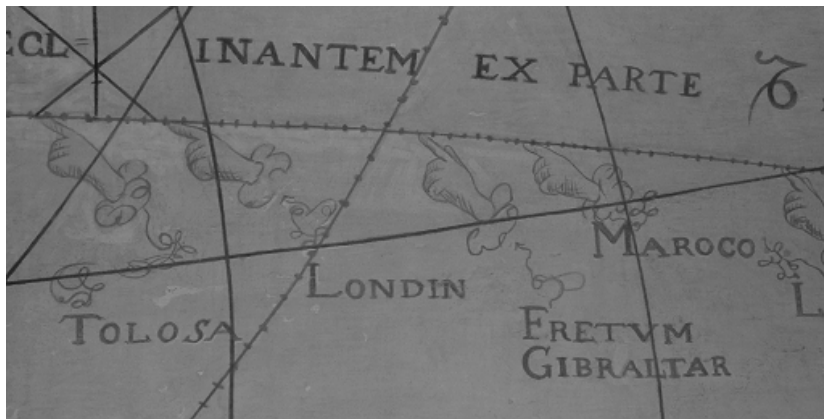 ECL= INANTEM EX PARTE
MAROCO
LONDIN
TOLOSA
FRETVM
GIBRALTAR
L